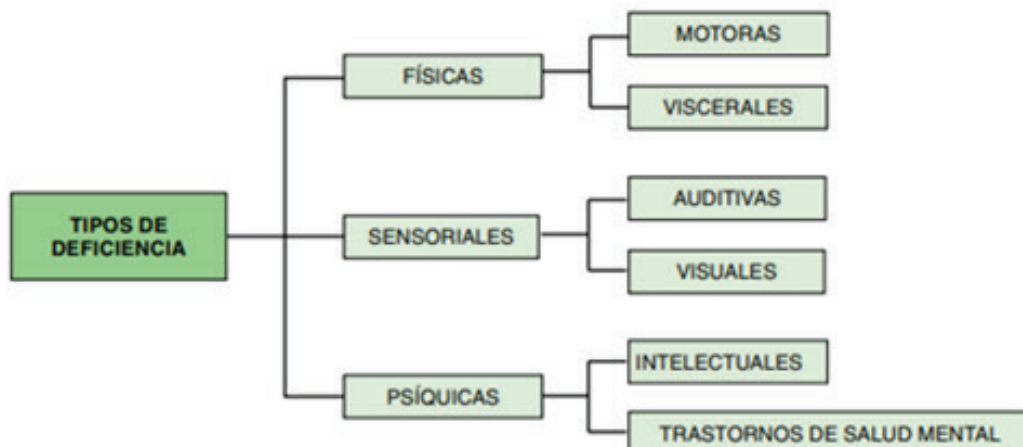 MOTORAS
FÍSICAS
VISCERALES
TIPOS DE
DEFICIENCIA
AUDITIVAS
SENSORIALES
VISUALES
INTELECTUALES
PSÍQUICAS
TRASTORNOS DE SALUD MENTAL